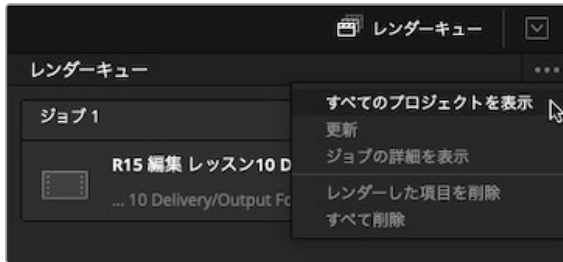 レンダーキュー
レンダーキュー
すべてのプロジェクトを表示
ジョブ 1
更新
ジョブの詳細を表示
R15 編集 レッスン10 D
... 10 Delivery/Output Fo
レンダーした項目を削除
すべて削除